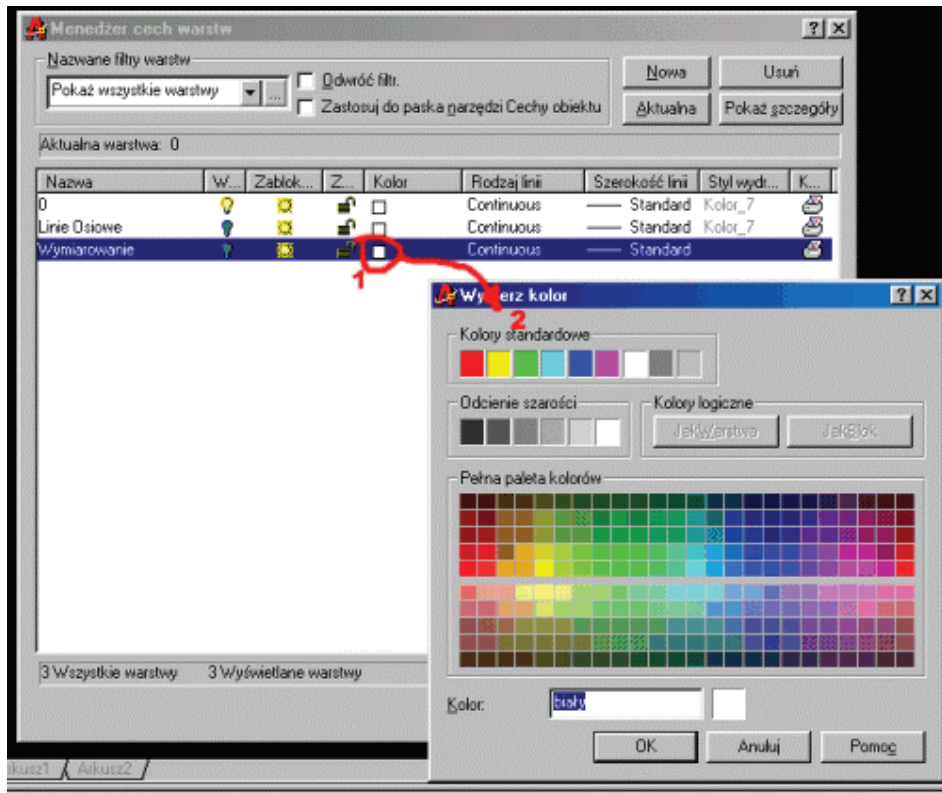 Menedżer cech warstw
Nazwane filtry warstw
Pokaż wszystkie warstwy ...
Odwróć filtr.
Zastosuj do paska narzędzi Cechy obiektu
Nowa Usuń
Aktualna Pokaż szczegóły
Aktualna warstwa: 0
Nazwa W... Zablok... Z... Kolor Rodzaj linii Szerokość linii Styl wydr... K...
0 Continuous Standard Kolor_7
Linie Osiowe Continuous Standard Kolor_7
Wymiarowanie Continuous Standard
1
2
Wybierz kolor
Kolory standardowe
Odcienie szarości
Kolory logiczne
JakWarstwa JakBlok
Pełna paleta kolorów
Kolor: biały
OK Anuluj Pomoc
3 Wszystkie warstwy 3 Wyświetlane warstwy
Arkusz2